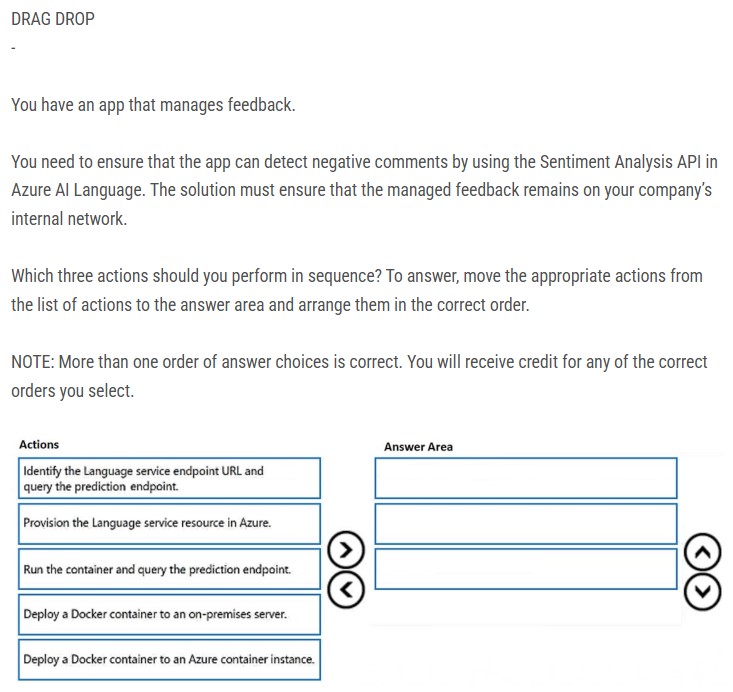 DRAG DROP
-
You have an app that manages feedback.
You need to ensure that the app can detect negative comments by using the Sentiment Analysis API in
Azure AI Language. The solution must ensure that the managed feedback remains on your company's
internal network.
Which three actions should you perform in sequence? To answer, move the appropriate actions from
the list of actions to the answer area and arrange them in the correct order.
NOTE: More than one order of answer choices is correct. You will receive credit for any of the correct
orders you select.
Actions
Identify the Language service endpoint URL and
query the prediction endpoint.
Provision the Language service resource in Azure.
Run the container and query the prediction endpoint.
Deploy a Docker container to an on-premises server.
Deploy a Docker container to an Azure container instance.
Answer Area